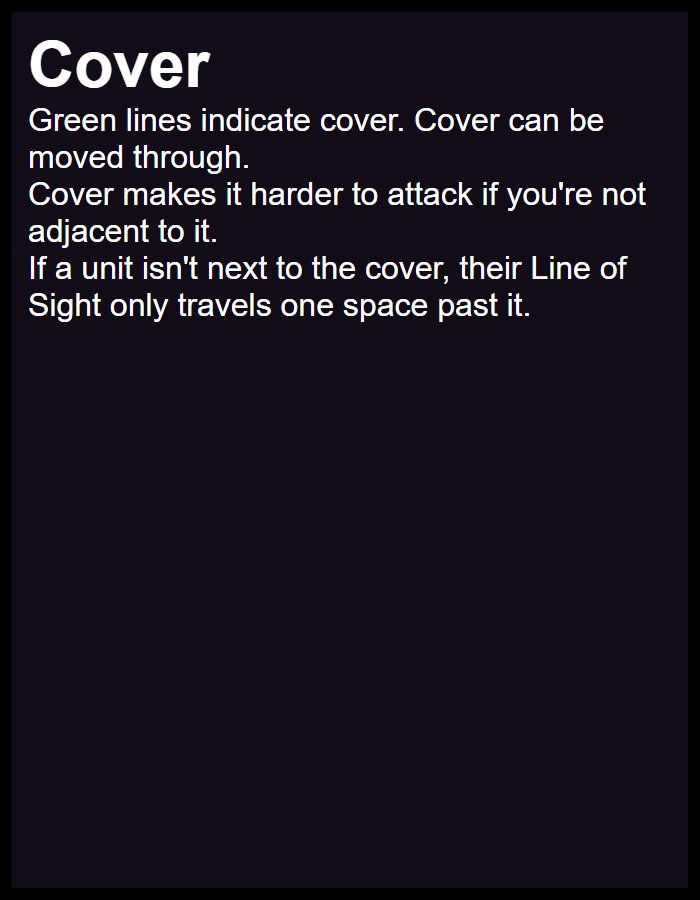 Cover
Green lines indicate cover. Cover can be
moved through.
Cover makes it harder to attack if you're not
adjacent to it.
If a unit isn't next to the cover, their Line of
Sight only travels one space past it.